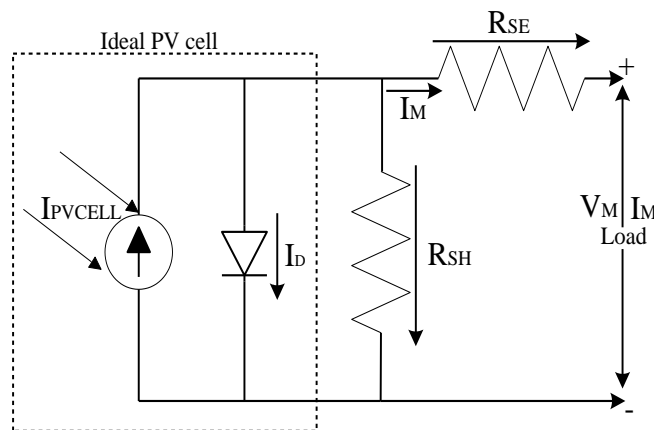 Ideal PV cell
RSE
+
IM
IPVCELL
ID
RSH
VM IM
Load
-